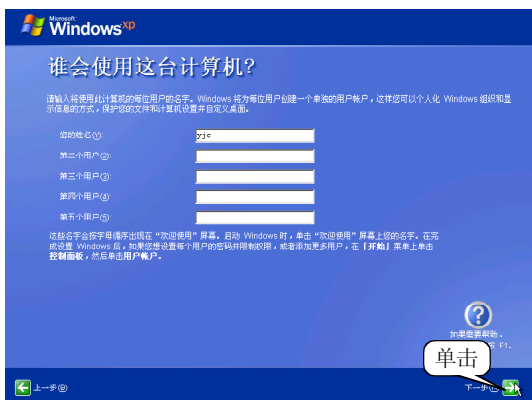 Microsoft
Windows xp
谁会使用这台计算机?
请输入将使用此计算机的每位用户的名字。Windows 将为每位用户创建一个单独的用户帐户，这样您可以个人化 Windows 组织和显
示信息的方式，保护您的文件和计算机设置并自定义桌面。
您的姓名(Y): yjs
第二个用户(2):
第三个用户(3):
第四个用户(4):
第五个用户(5):
这些名字会按字母顺序出现在“欢迎使用”屏幕。启动 Windows 时，单击“欢迎使用”屏幕上您的名字。在完
成设置 Windows 后，如果您想设置每个用户的密码并限制权限，或者添加更多用户，在「开始」菜单上单击
控制面板，然后单击用户帐户。
如果需要帮助，
按 F1。
单击
上一步(B)
下一步